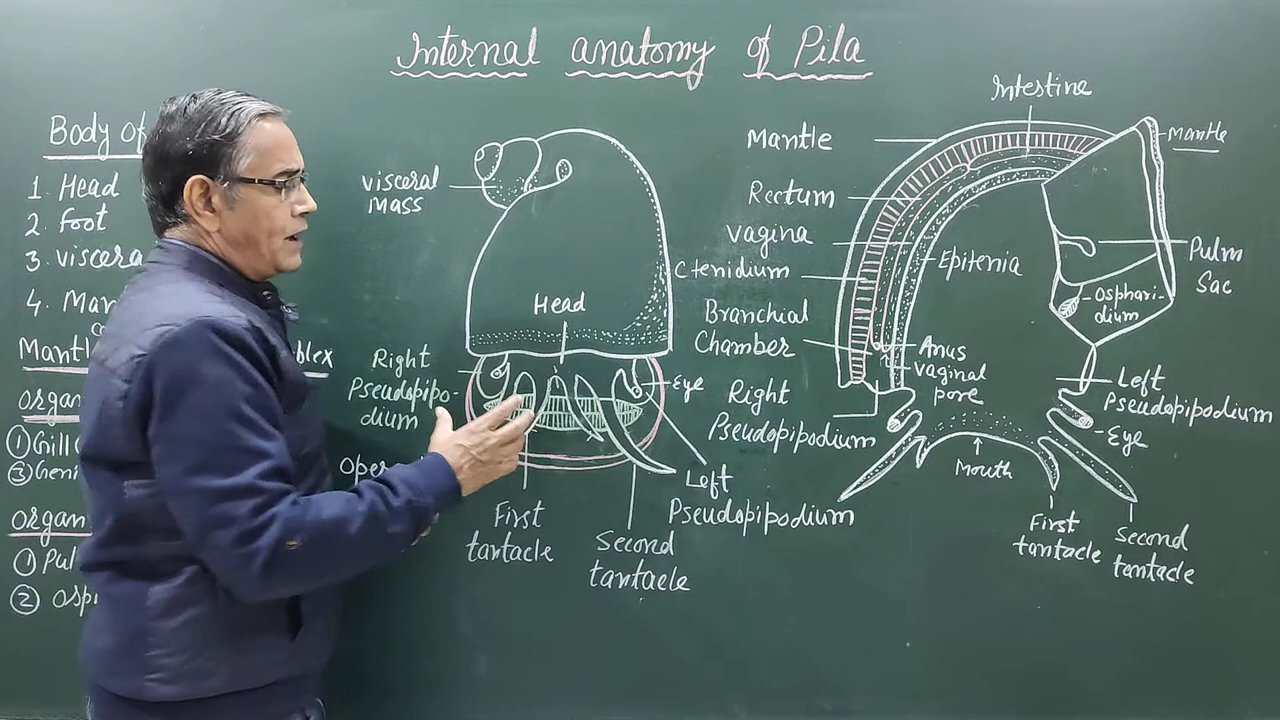 Internal anatomy of Pila
Body of
1. Head
2. Foot
3. viscera
4. Man
Mantl
plex
organ
① Gill
③ Geni
organ
① Pul
② Osp
visceral
mass
Head
Right
Pseudopipo-
dium
Oper
First
tantacle
Second
tantacle
Eye
Left
Pseudopipodium
Intestine
Mantle
Rectum
vagina
Ctenidium
Branchial
Chamber
Right
Pseudopipodium
Epitenia
Anus
vaginal
pore
Mouth
Mantle
Pulm
Sac
Osphari-
dium
Left
Pseudopipodium
Eye
First
tantacle
Second
tantacle